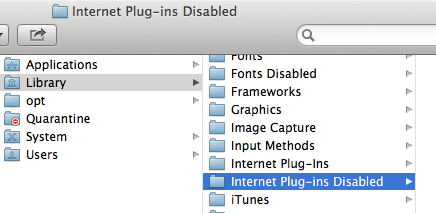 Internet Plug-ins Disabled
Applications
Library
opt
Quarantine
System
Users
Fonts
Fonts Disabled
Frameworks
Graphics
Image Capture
Input Methods
Internet Plug-Ins
Internet Plug-ins Disabled
iTunes